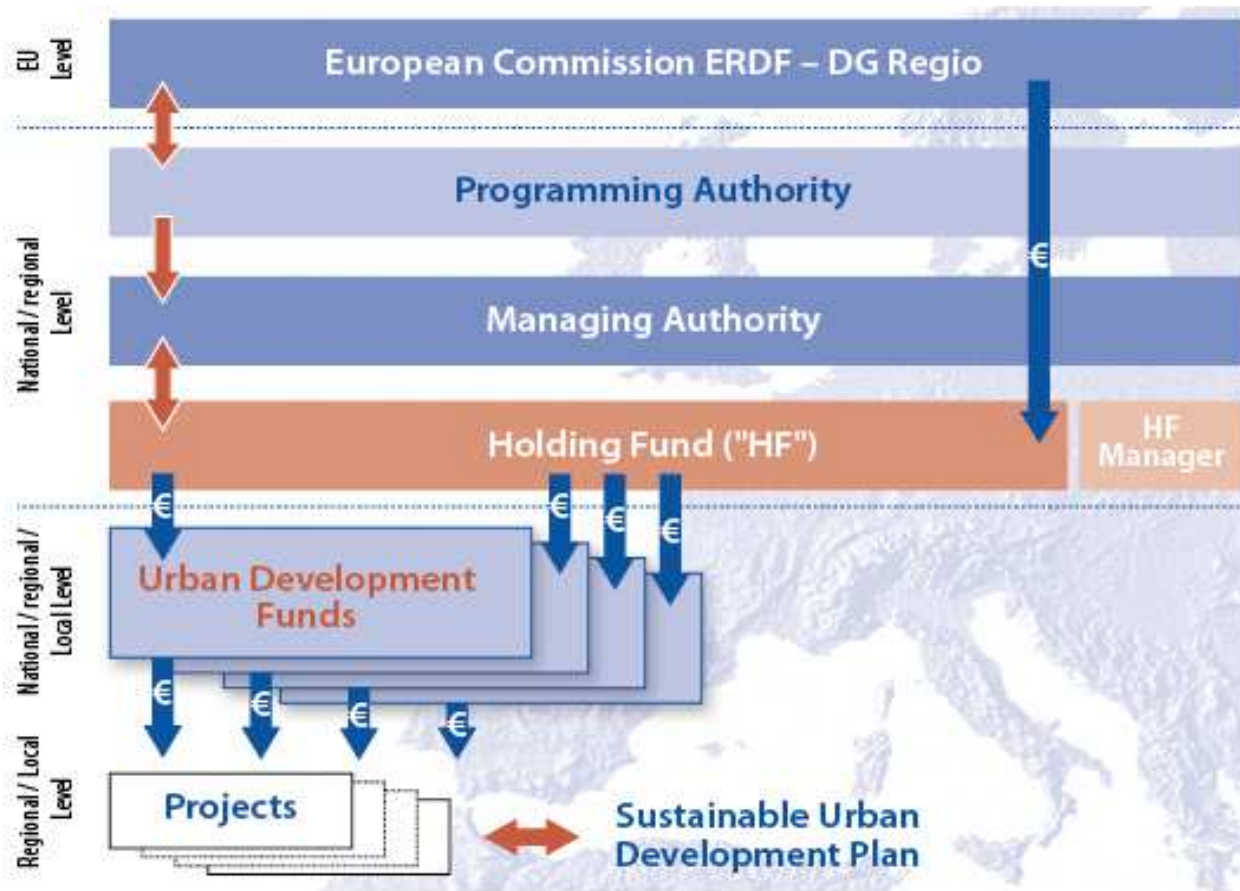 EU
Level
European Commission ERDF – DG Regio
Programming Authority
€
National / regional
Level
Managing Authority
Holding Fund ("HF")
HF
Manager
€
€
€
€
National / regional /
Local Level
Urban Development
Funds
€
€
€
€
Regional / Local
Level
Projects
Sustainable Urban
Development Plan